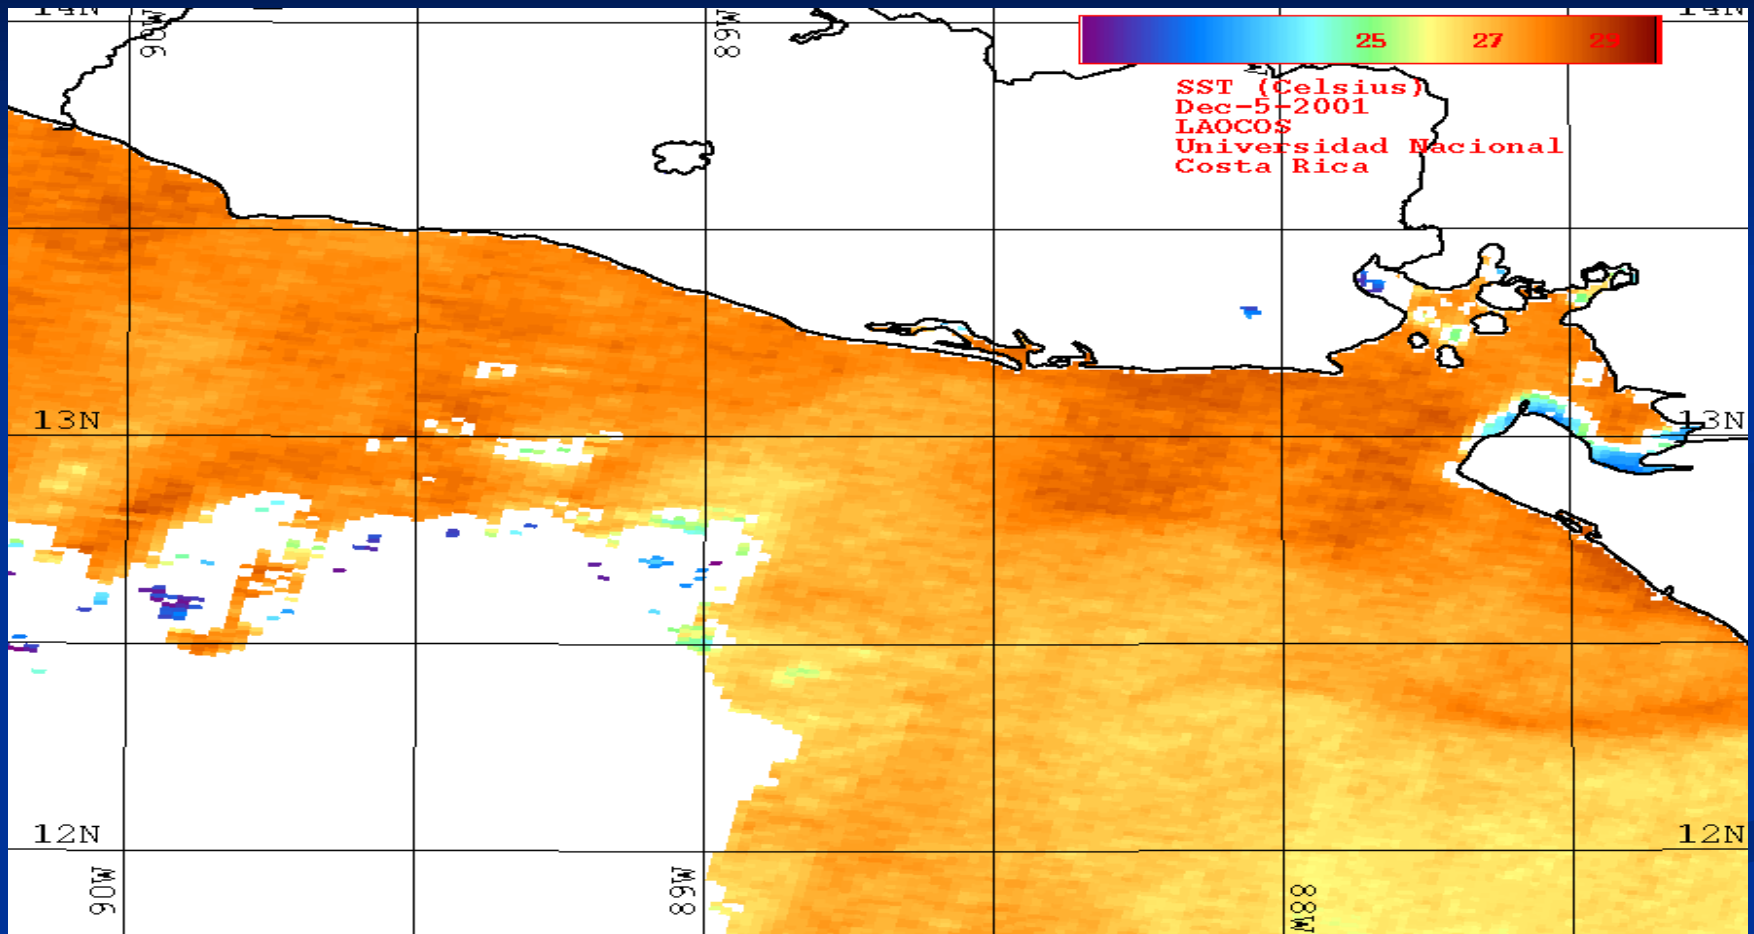 14N
90W
89W
14N
25 27 29
SST (Celsius)
Dec-5-2001
LAOCOS
Universidad Nacional
Costa Rica
13N
13N
12N
12N
90W
89W
88W